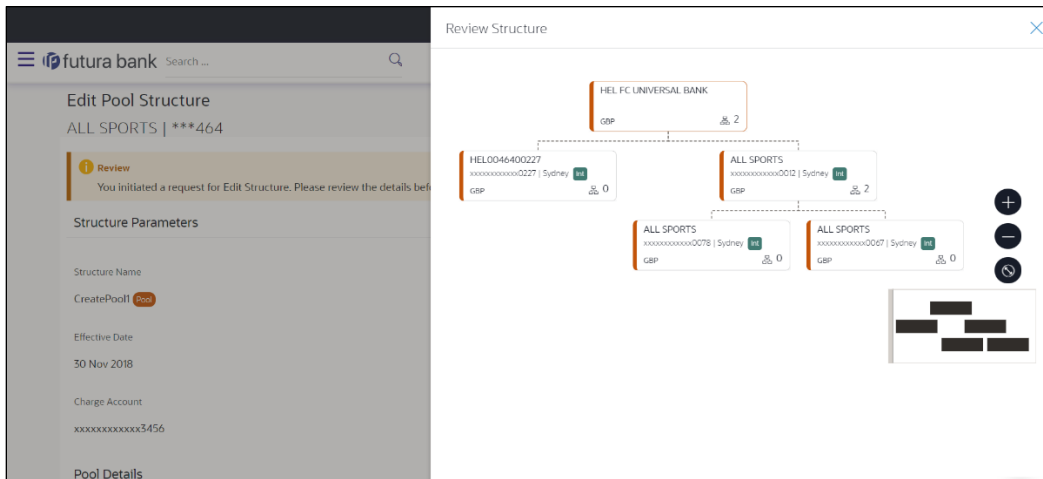 futura bank Search ...
Edit Pool Structure
ALL SPORTS | ***464
Review
You initiated a request for Edit Structure. Please review the details bef
Structure Parameters
Structure Name
CreatePool1 Pool
Effective Date
30 Nov 2018
Charge Account
xxxxxxxxxxxx3456
Pool Details
Review Structure
HEL FC UNIVERSAL BANK
GBP 2
HEL0046400227
xxxxxxxxxxxx0227 | Sydney Int
GBP 0
ALL SPORTS
xxxxxxxxxxxx0012 | Sydney Int
GBP 2
ALL SPORTS
xxxxxxxxxxxx0078 | Sydney Int
GBP 0
ALL SPORTS
xxxxxxxxxxxx0067 | Sydney Int
GBP 0